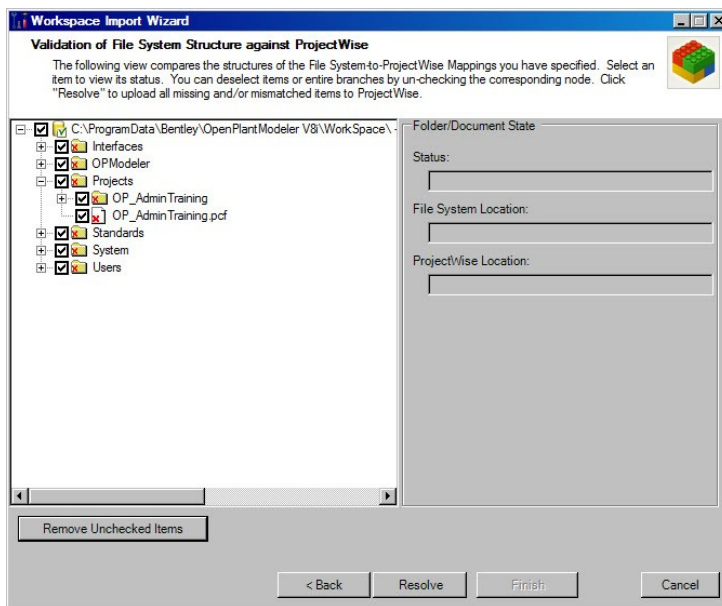 Workspace Import Wizard
Validation of File System Structure against ProjectWise
The following view compares the structures of the File System-to-ProjectWise Mappings you have specified. Select an
item to view its status. You can deselect items or entire branches by un-checking the corresponding node. Click
"Resolve" to upload all missing and/or mismatched items to ProjectWise.
C:\ProgramData\Bentley\OpenPlantModeler V8i\WorkSpace\ -
Interfaces
OPModeler
Projects
OP_AdminTraining
OP_AdminTraining.pcf
Standards
System
Users
Folder/Document State
Status:
File System Location:
ProjectWise Location:
Remove Unchecked Items
< Back
Resolve
Finish
Cancel